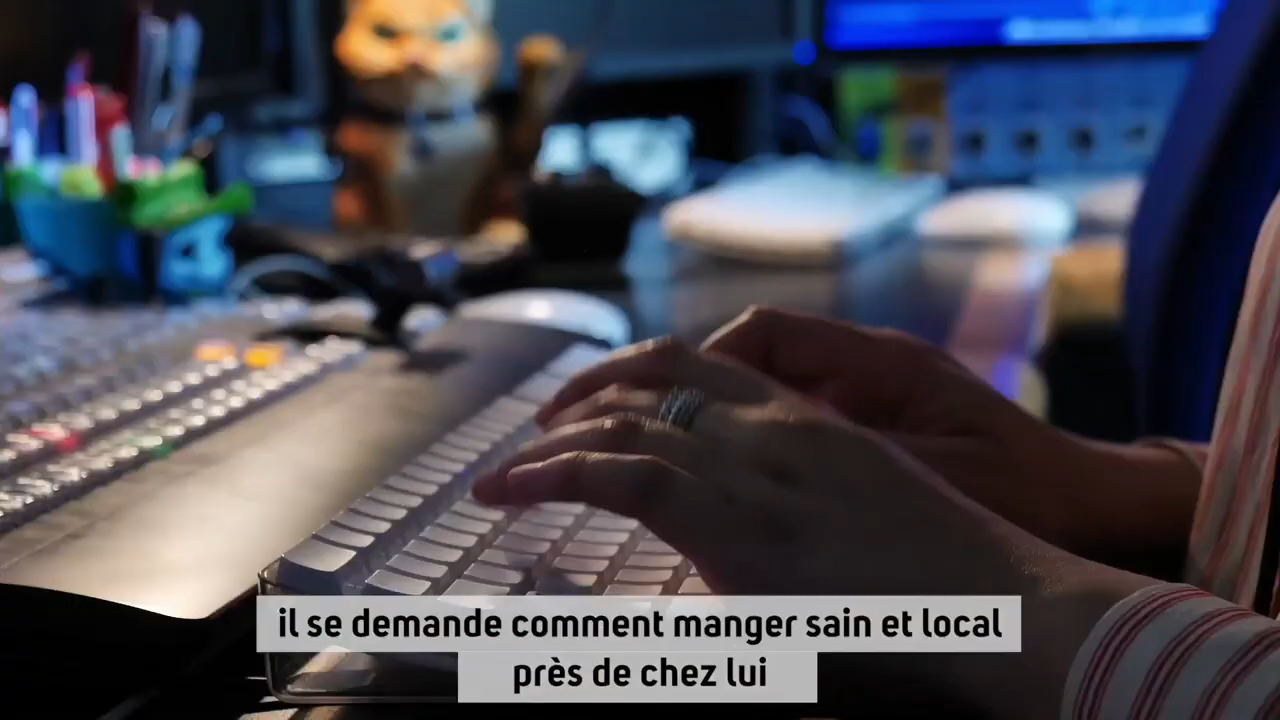 il se demande comment manger sain et local
près de chez lui